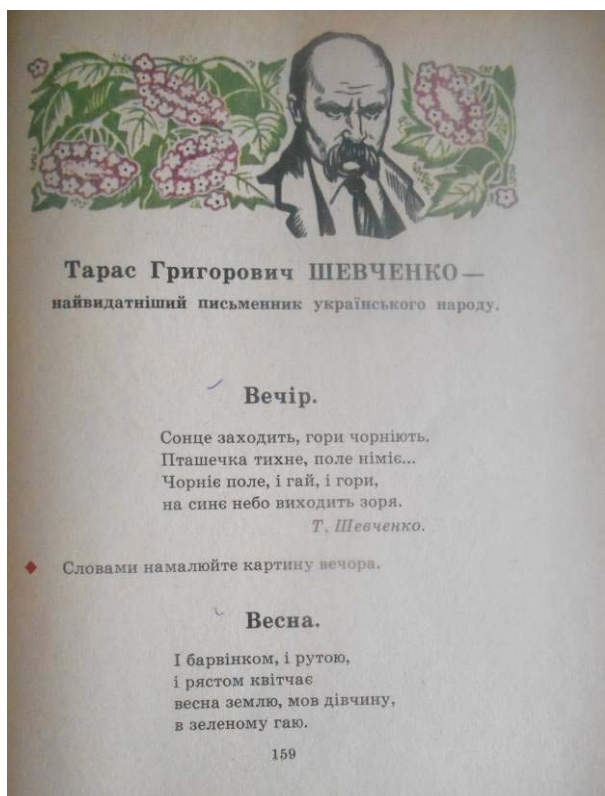 Тарас Григорович ШЕВЧЕНКО —
найвидатніший письменник українського народу.
Вечір.
Сонце заходить, гори чорніють.
Пташечка тихне, поле німіє...
Чорніє поле, і гай, і гори,
на синє небо виходить зоря.
Т. Шевченко.
Словами намалюйте картину вечора.
Весна.
І барвінком, і рутою,
і рястом квітчає
весна землю, мов дівчину,
в зеленому гаю.
159